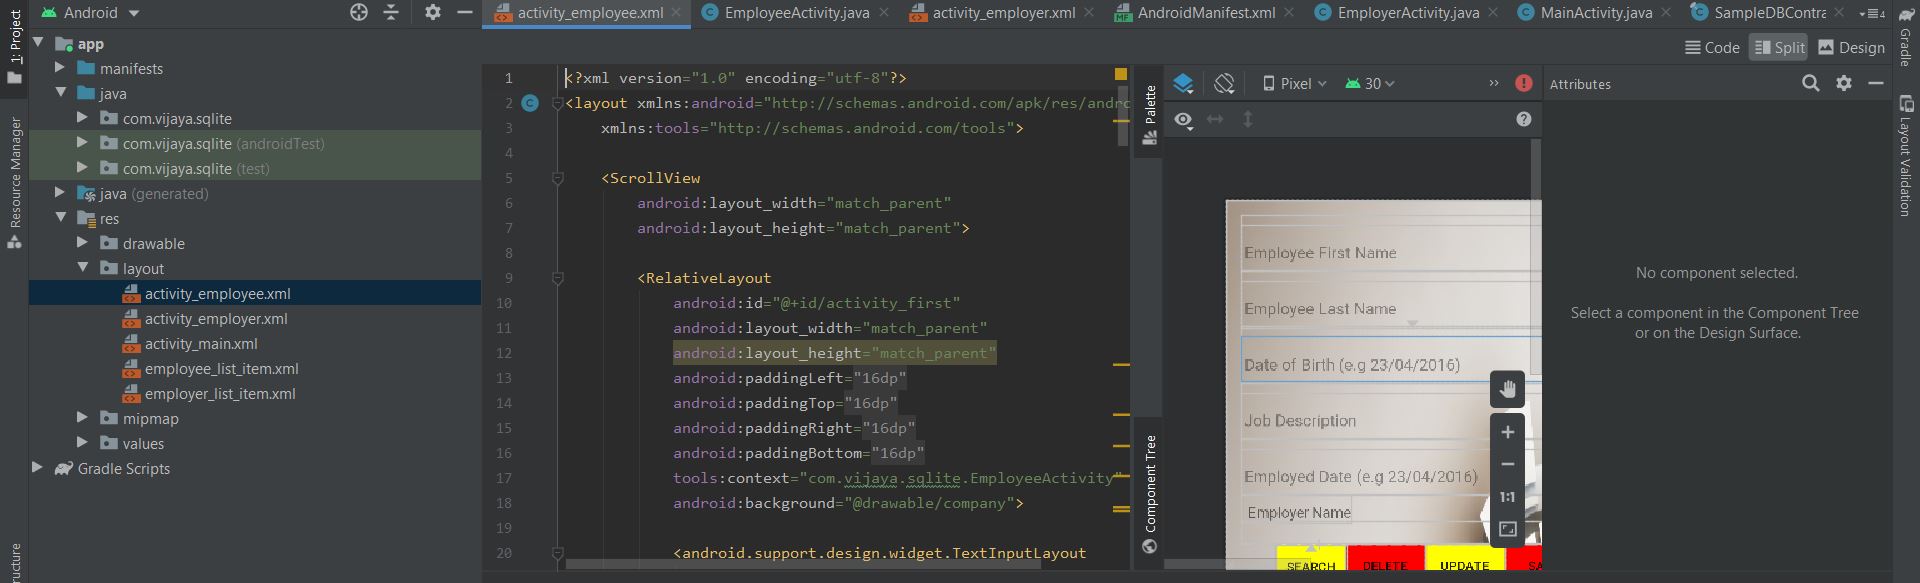 1: Project
Resource Manager
Android
app
manifests
java
com.vijaya.sqlite
com.vijaya.sqlite (androidTest)
com.vijaya.sqlite (test)
java (generated)
res
drawable
layout
activity_employee.xml
activity_employer.xml
activity_main.xml
employee_list_item.xml
employer_list_item.xml
mipmap
values
Gradle Scripts
activity_employee.xml
EmployeeActivity.java
activity_employer.xml
AndroidManifest.xml
EmployerActivity.java
MainActivity.java
SampleDBContra
4
Code
Split
Design
1 <?xml version="1.0" encoding="utf-8"?>
2 <layout xmlns:android="http://schemas.android.com/apk/res/andro
3 xmlns:tools="http://schemas.android.com/tools">
4
5 <ScrollView
6 android:layout_width="match_parent"
7 android:layout_height="match_parent">
8
9 <RelativeLayout
10 android:id="@+id/activity_first"
11 android:layout_width="match_parent"
12 android:layout_height="match_parent"
13 android:paddingLeft="16dp"
14 android:paddingTop="16dp"
15 android:paddingRight="16dp"
16 android:paddingBottom="16dp"
17 tools:context="com.vijaya.sqlite.EmployeeActivity"
18 android:background="@drawable/company">
19
20 <android.support.design.widget.TextInputLayout
Palette
Component Tree
Pixel
30
Employee First Name
Employee Last Name
Date of Birth (e.g 23/04/2016)
Job Description
Employed Date (e.g 23/04/2016)
Employer Name
SEARCH
DELETE
UPDATE
SA
1:1
Attributes
No component selected.
Select a component in the Component Tree
or on the Design Surface.
Gradle
Layout Validation